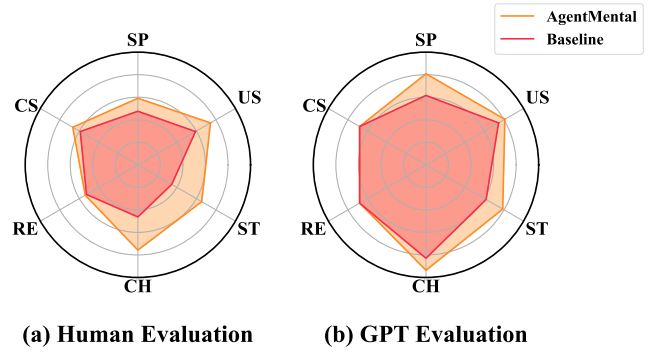 AgentMental
Baseline
SP
US
ST
CH
RE
CS
SP
US
ST
CH
RE
CS
(a) Human Evaluation
(b) GPT Evaluation